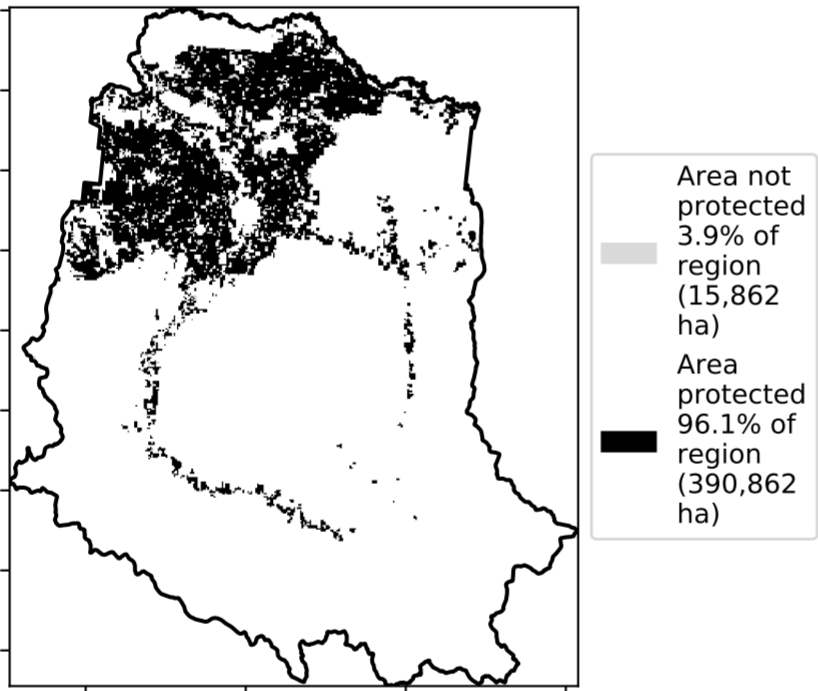 Area not
protected
3.9% of
region
(15,862
ha)
Area
protected
96.1% of
region
(390,862
ha)